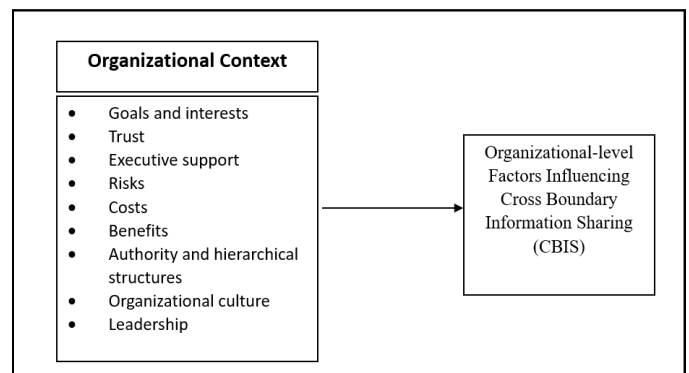 Organizational Context
• Goals and interests
• Trust
• Executive support
• Risks
• Costs
• Benefits
• Authority and hierarchical
structures
• Organizational culture
• Leadership
Organizational-level
Factors Influencing
Cross Boundary
Information Sharing
(CBIS)